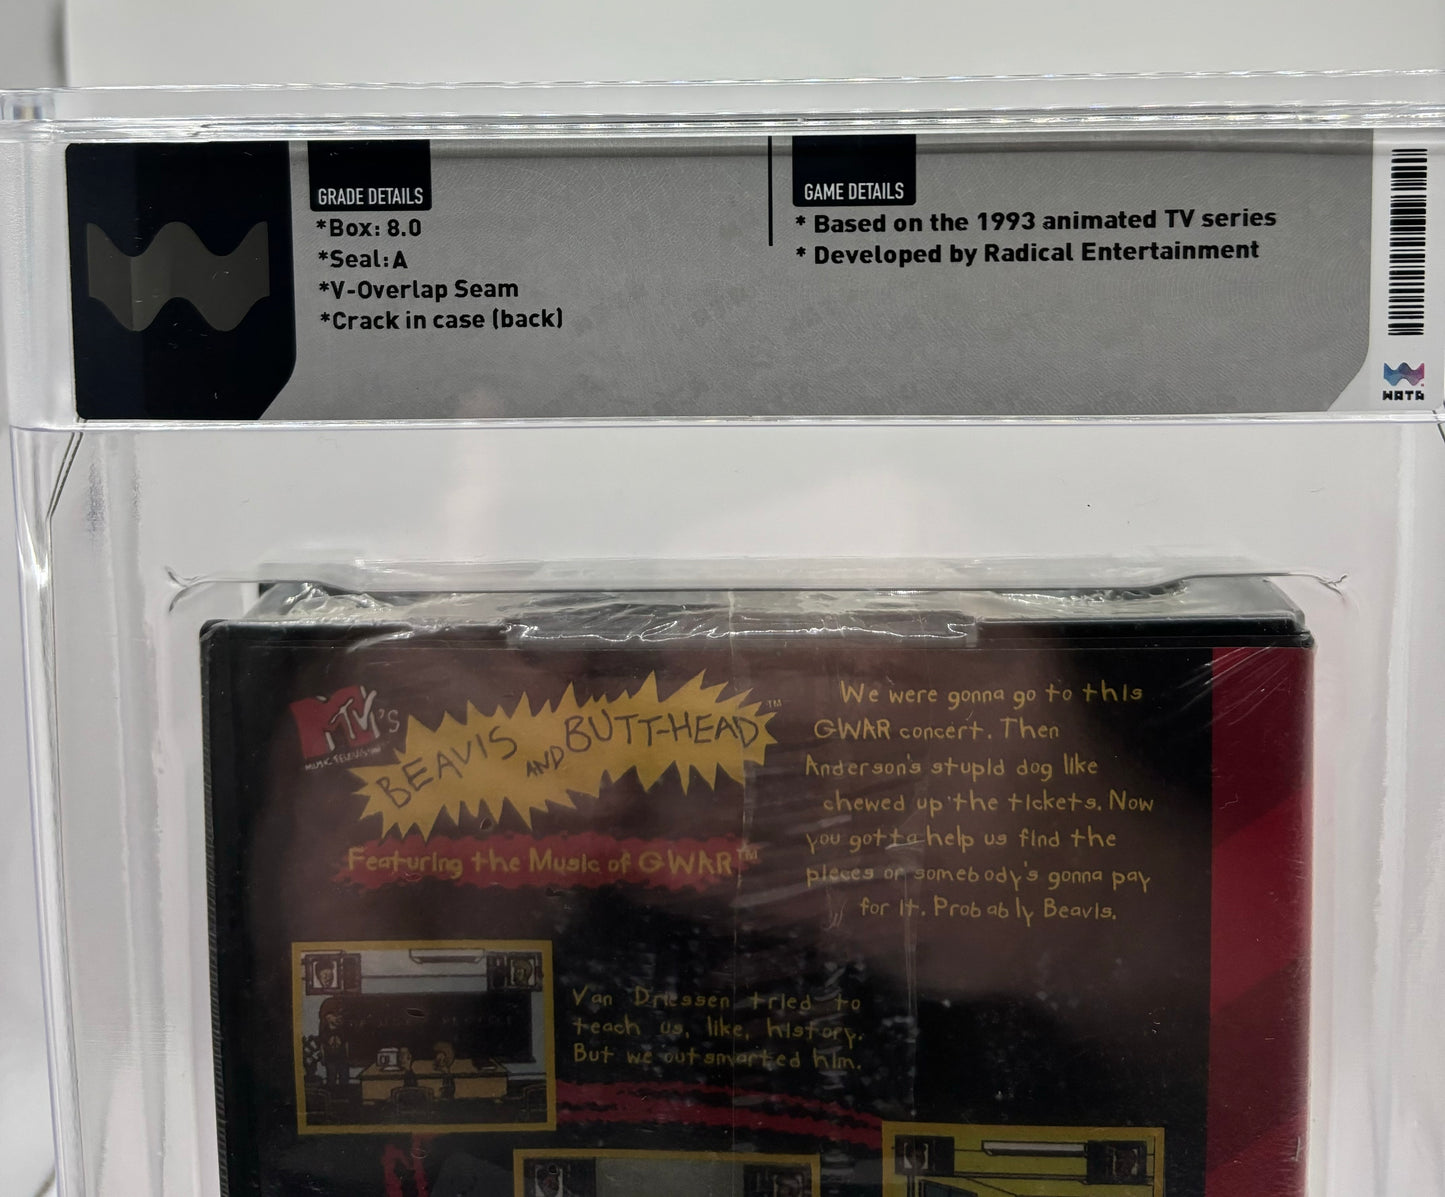 GRADE DETAILS
*Box: 8.0
*Seal: A
*V-Overlap Seam
*Crack in case (back)
GAME DETAILS
* Based on the 1993 animated TV series
* Developed by Radical Entertainment
WATA
MTV's
MUSIC TELEVISION
BEAVIS AND BUTT-HEAD™
Featuring the Music of GWAR™
We were gonna go to this
GWAR concert. Then
Anderson's stupid dog like
chewed up the tickets. Now
you gotta help us find the
pieces or somebody's gonna pay
for it. Probably Beavis.
Van Driessen tried to
teach us, like, history.
But we outsmarted him.